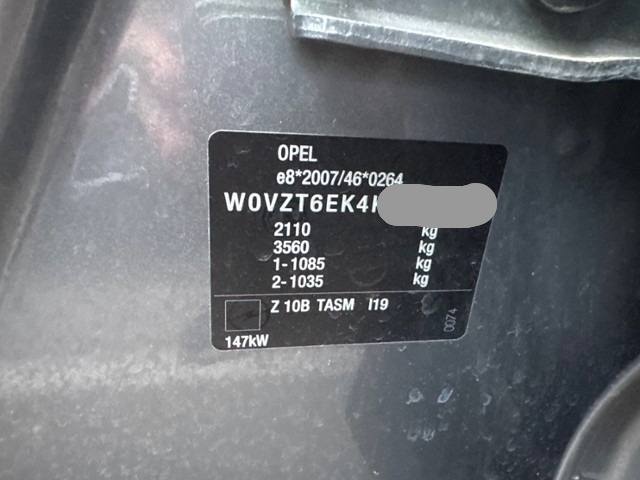 OPEL
e8*2007/46*0264
W0VZT6EK4
2110 kg
3560 kg
1-1085 kg
2-1035 kg
Z 10B TASM I19
147kW
0074